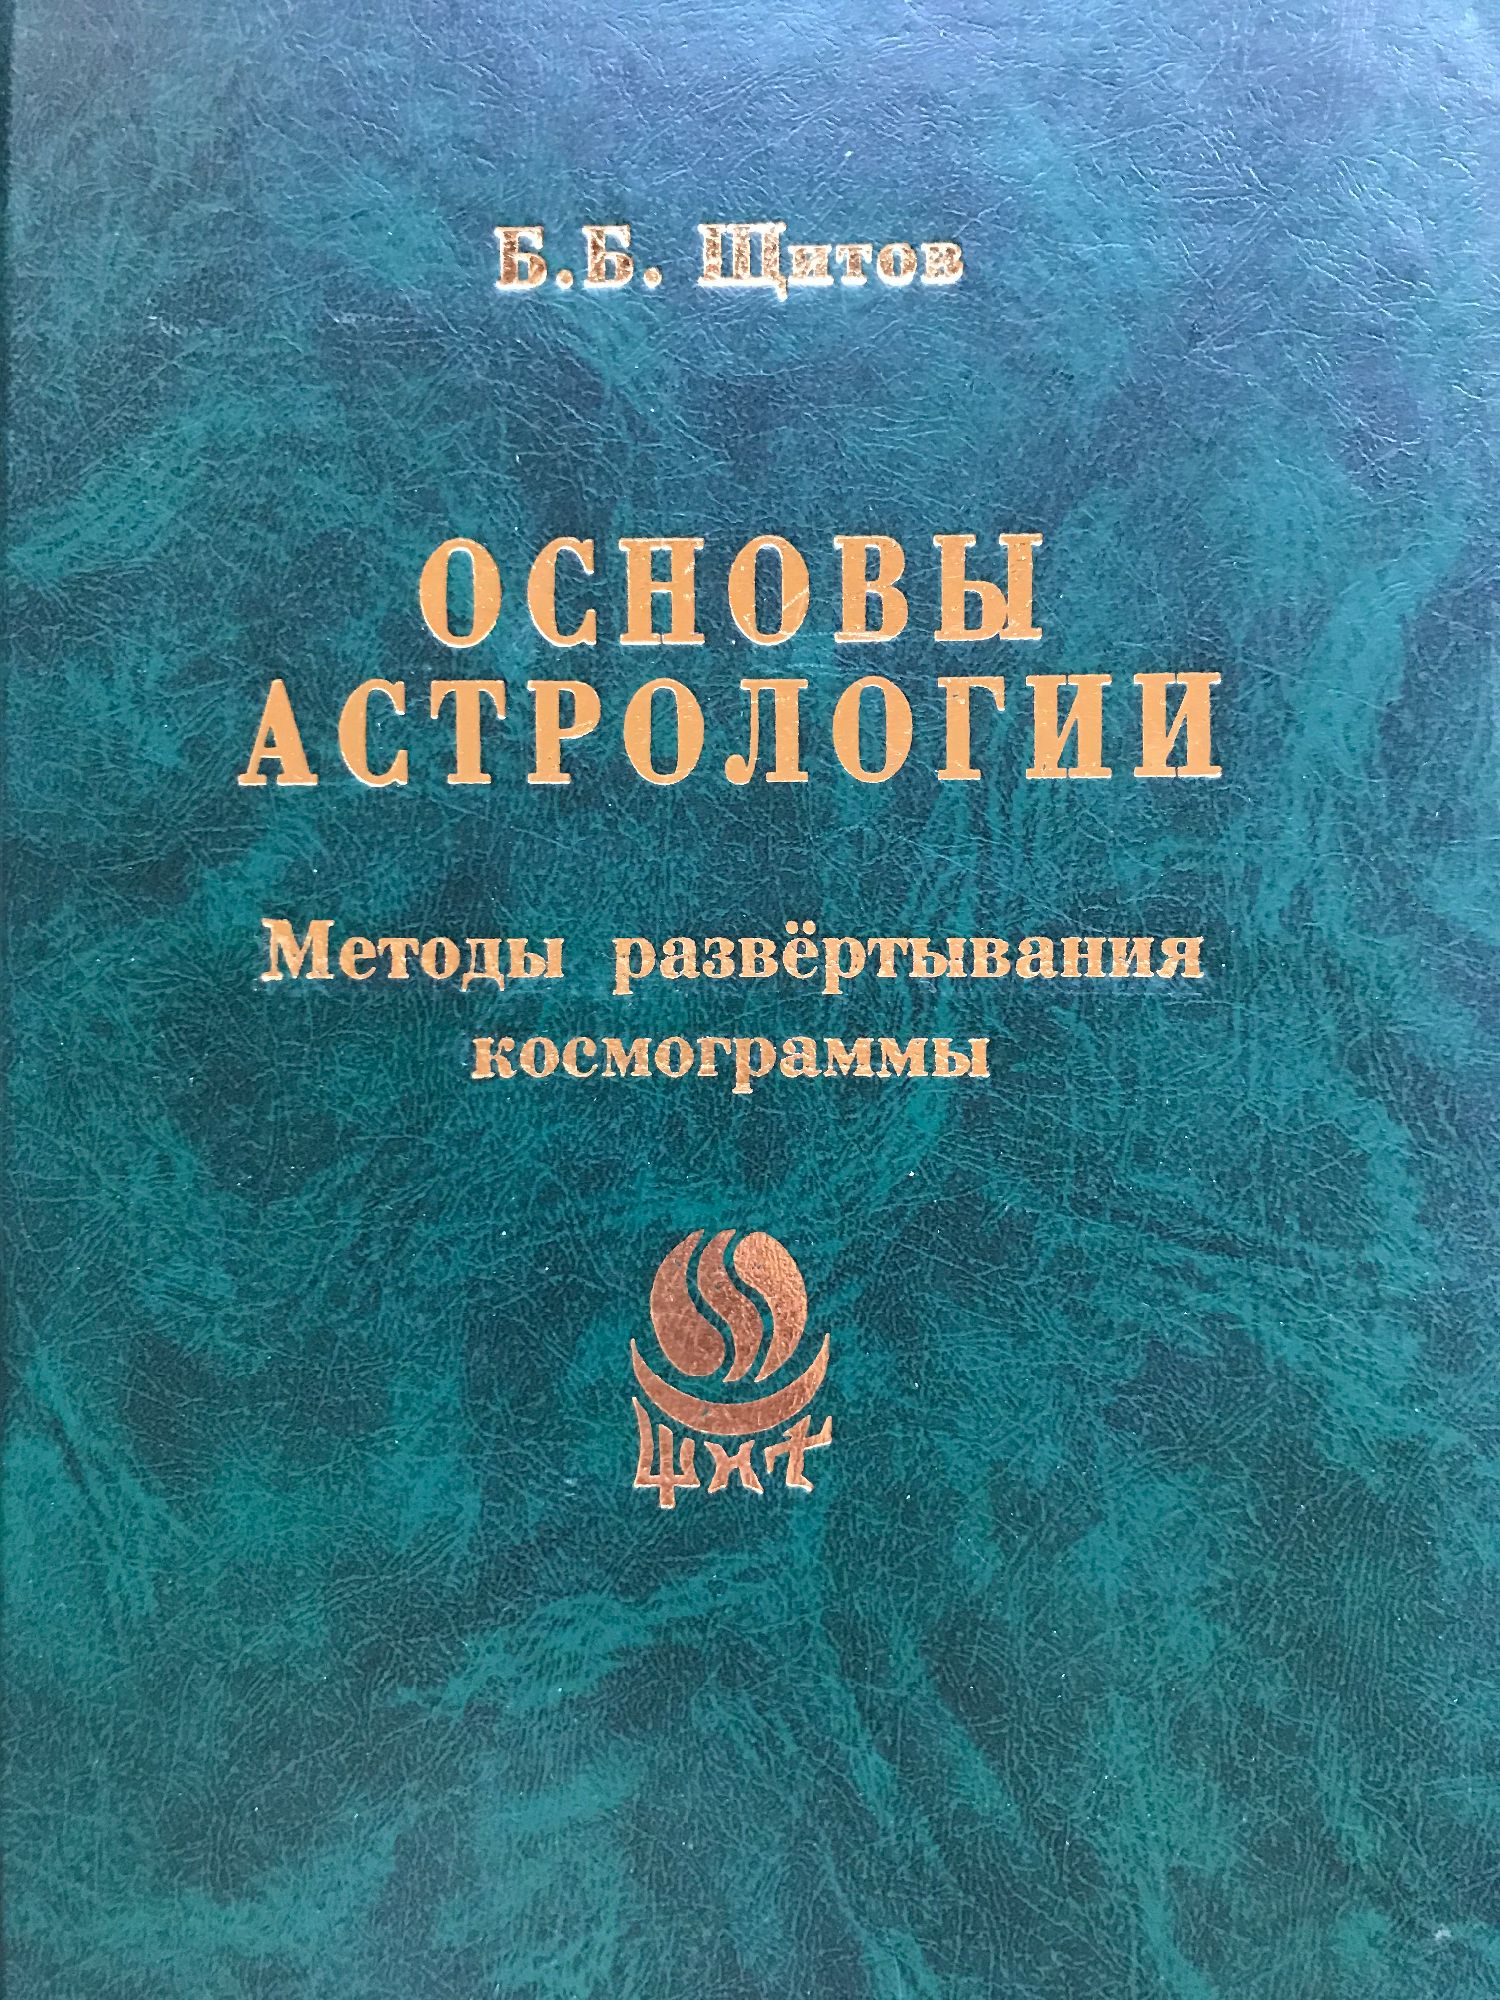 Б.Б. Щитов
ОСНОВЫ
АСТРОЛОГИИ
Методы развёртывания
космограммы